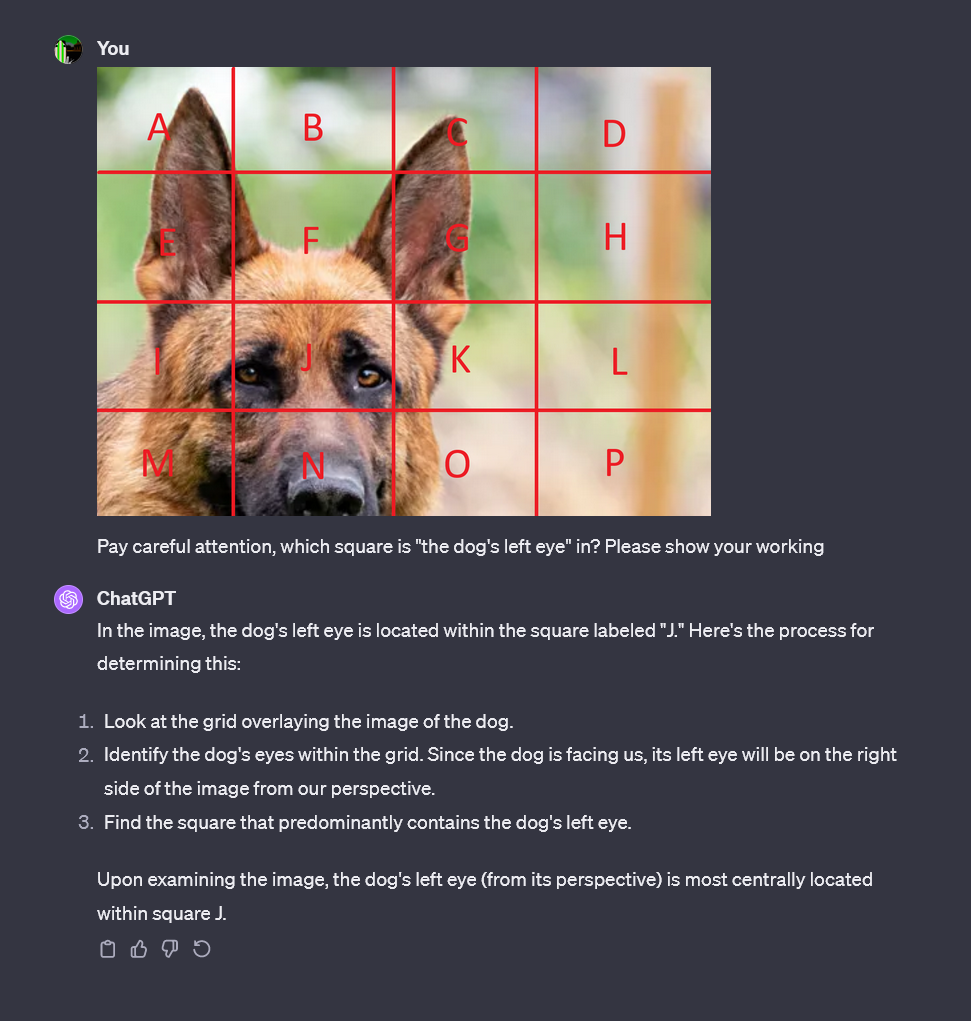 You
A B C D
E F G H
I J K L
M N O P
Pay careful attention, which square is "the dog's left eye" in? Please show your working
ChatGPT
In the image, the dog's left eye is located within the square labeled "J." Here's the process for
determining this:
1. Look at the grid overlaying the image of the dog.
2. Identify the dog's eyes within the grid. Since the dog is facing us, its left eye will be on the right
side of the image from our perspective.
3. Find the square that predominantly contains the dog's left eye.
Upon examining the image, the dog's left eye (from its perspective) is most centrally located
within square J.